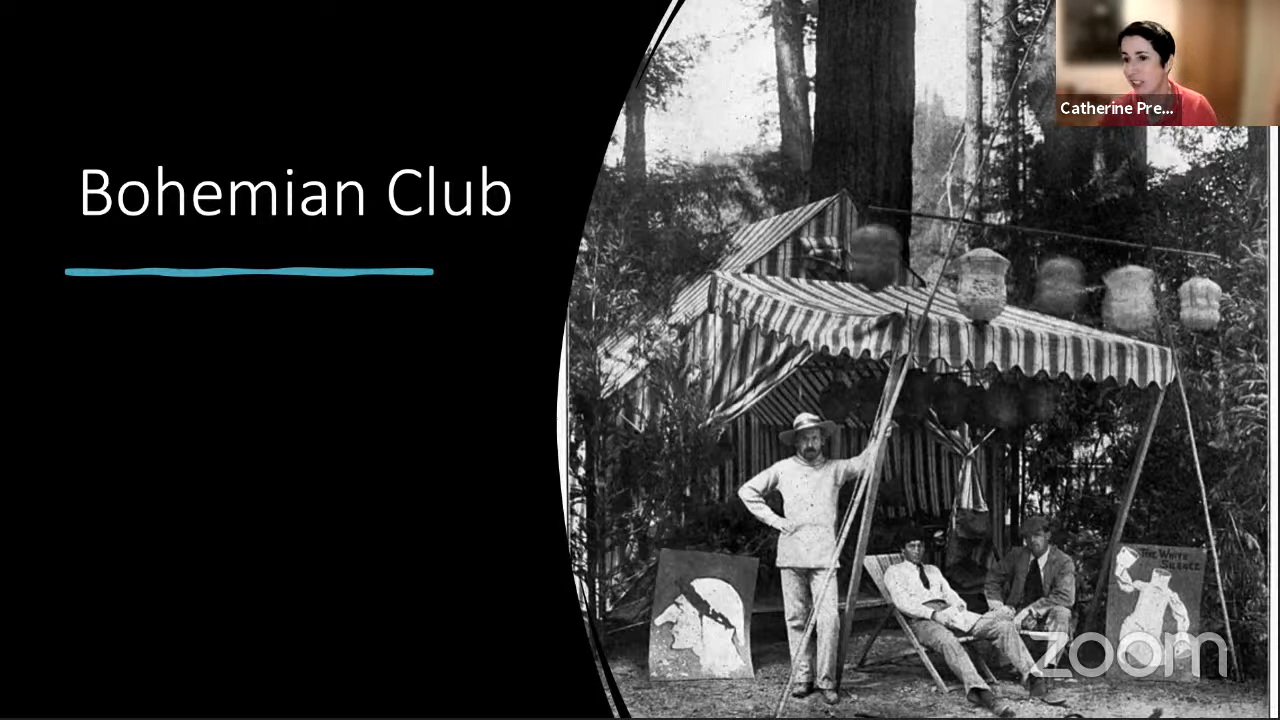 Bohemian Club
Catherine Pre...
THE WHITE
SILENCE
zoom